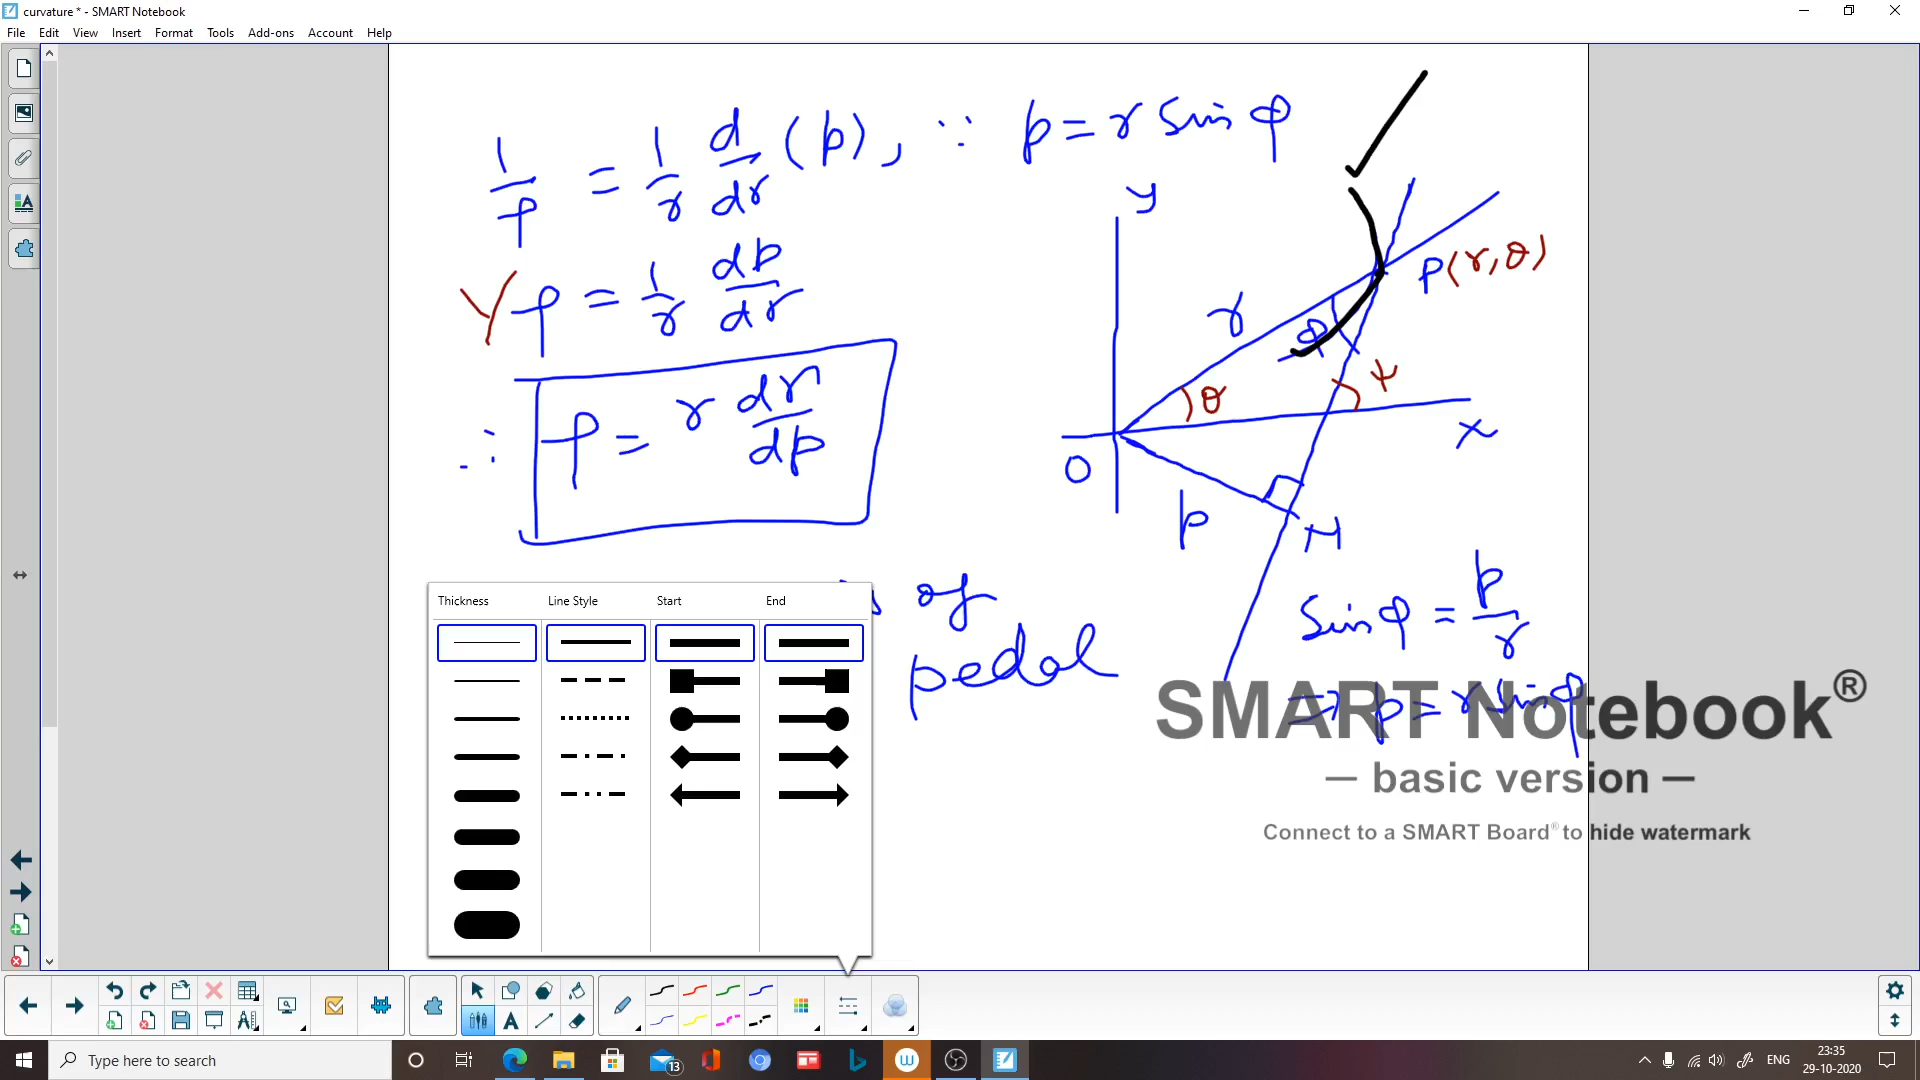 curvature * - SMART Notebook
File Edit View Insert Format Tools Add-ons Account Help
1/ρ = 1/r d/dr (p), ∵ p = r sin φ
y
1/ρ = 1/r dp/dr
P(r, θ)
r
φ
ψ
θ
∴ ρ = r dr/dp
x
O
p
of
pedal
sin φ = p/r
⇒ p = r sin φ
Thickness Line Style Start End
SMART Notebook®
— basic version —
Connect to a SMART Board® to hide watermark
Type here to search
13
ENG
23:35
29-10-2020